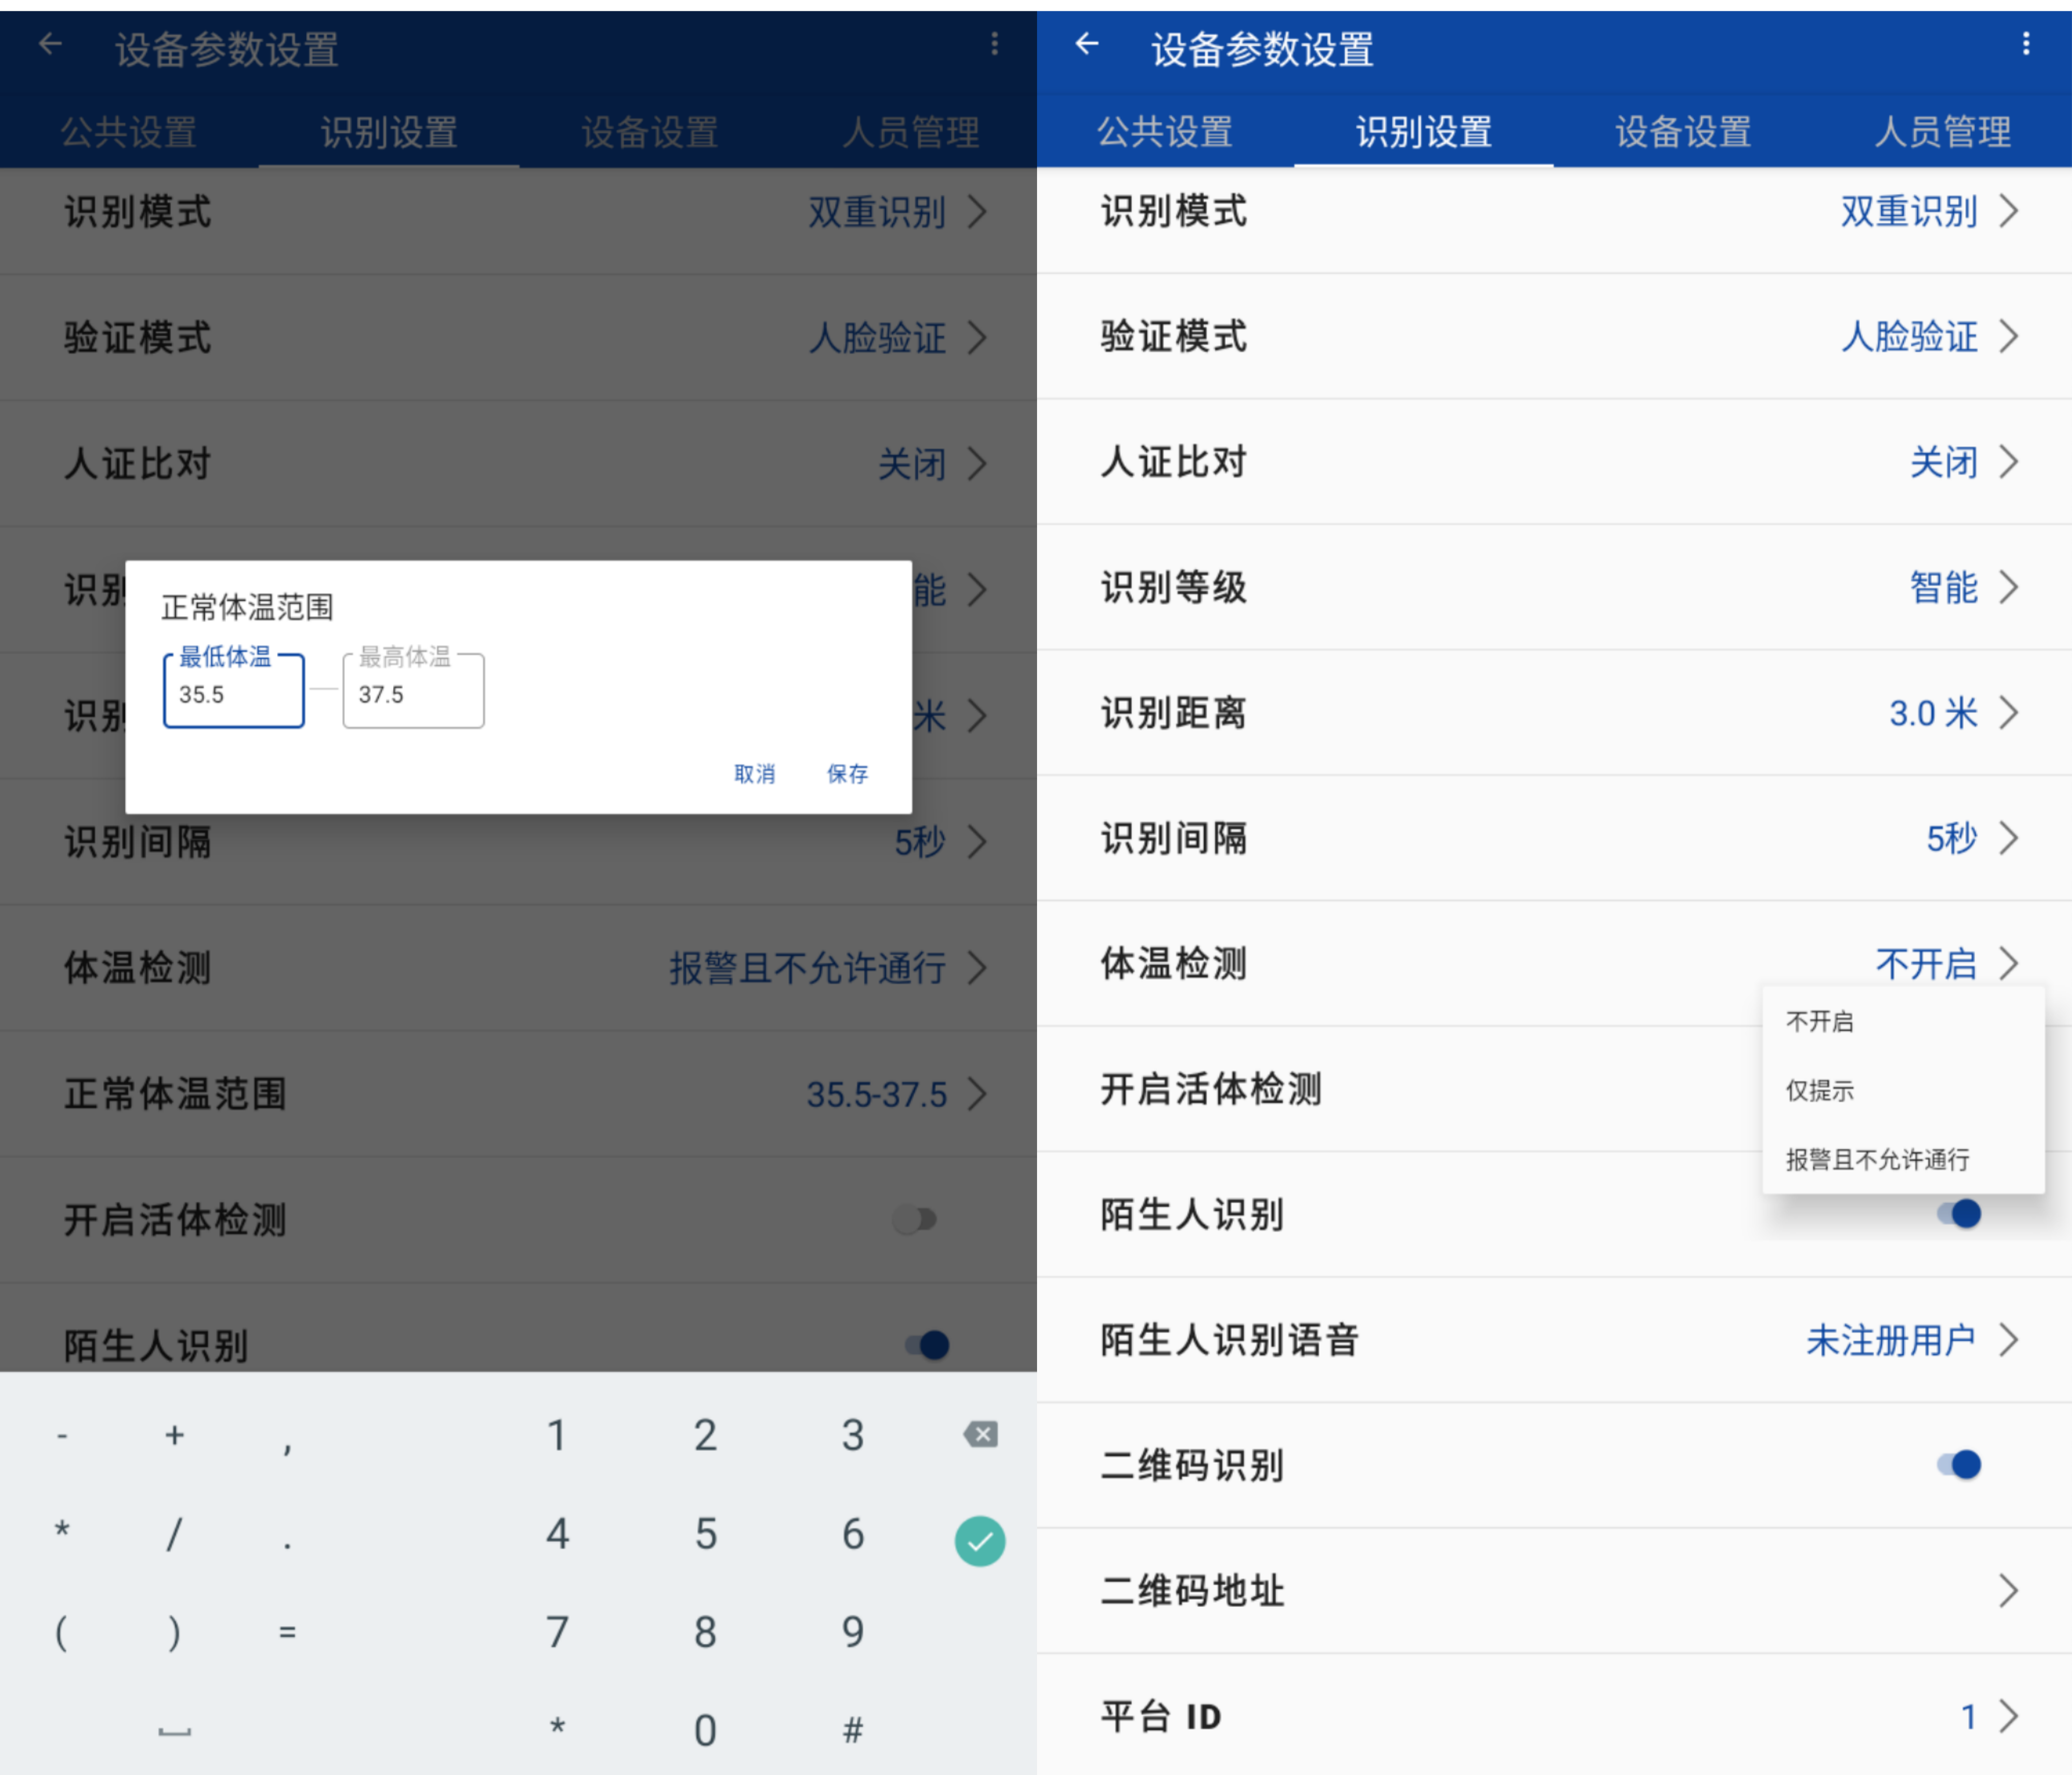 设备参数设置
公共设置 识别设置 设备设置 人员管理
识别模式 双重识别
验证模式 人脸验证
人证比对 关闭
识别 能
正常体温范围
最低体温 最高体温
35.5 — 37.5
识别 米
取消 保存
识别间隔 5秒
体温检测 报警且不允许通行
正常体温范围 35.5-37.5
开启活体检测
陌生人识别
- + , 1 2 3
* / . 4 5 6
( ) = 7 8 9
* 0 #
设备参数设置
公共设置 识别设置 设备设置 人员管理
识别模式 双重识别
验证模式 人脸验证
人证比对 关闭
识别等级 智能
识别距离 3.0 米
识别间隔 5秒
体温检测 不开启
不开启
开启活体检测 仅提示
报警且不允许通行
陌生人识别
陌生人识别语音 未注册用户
二维码识别
二维码地址
平台 ID 1